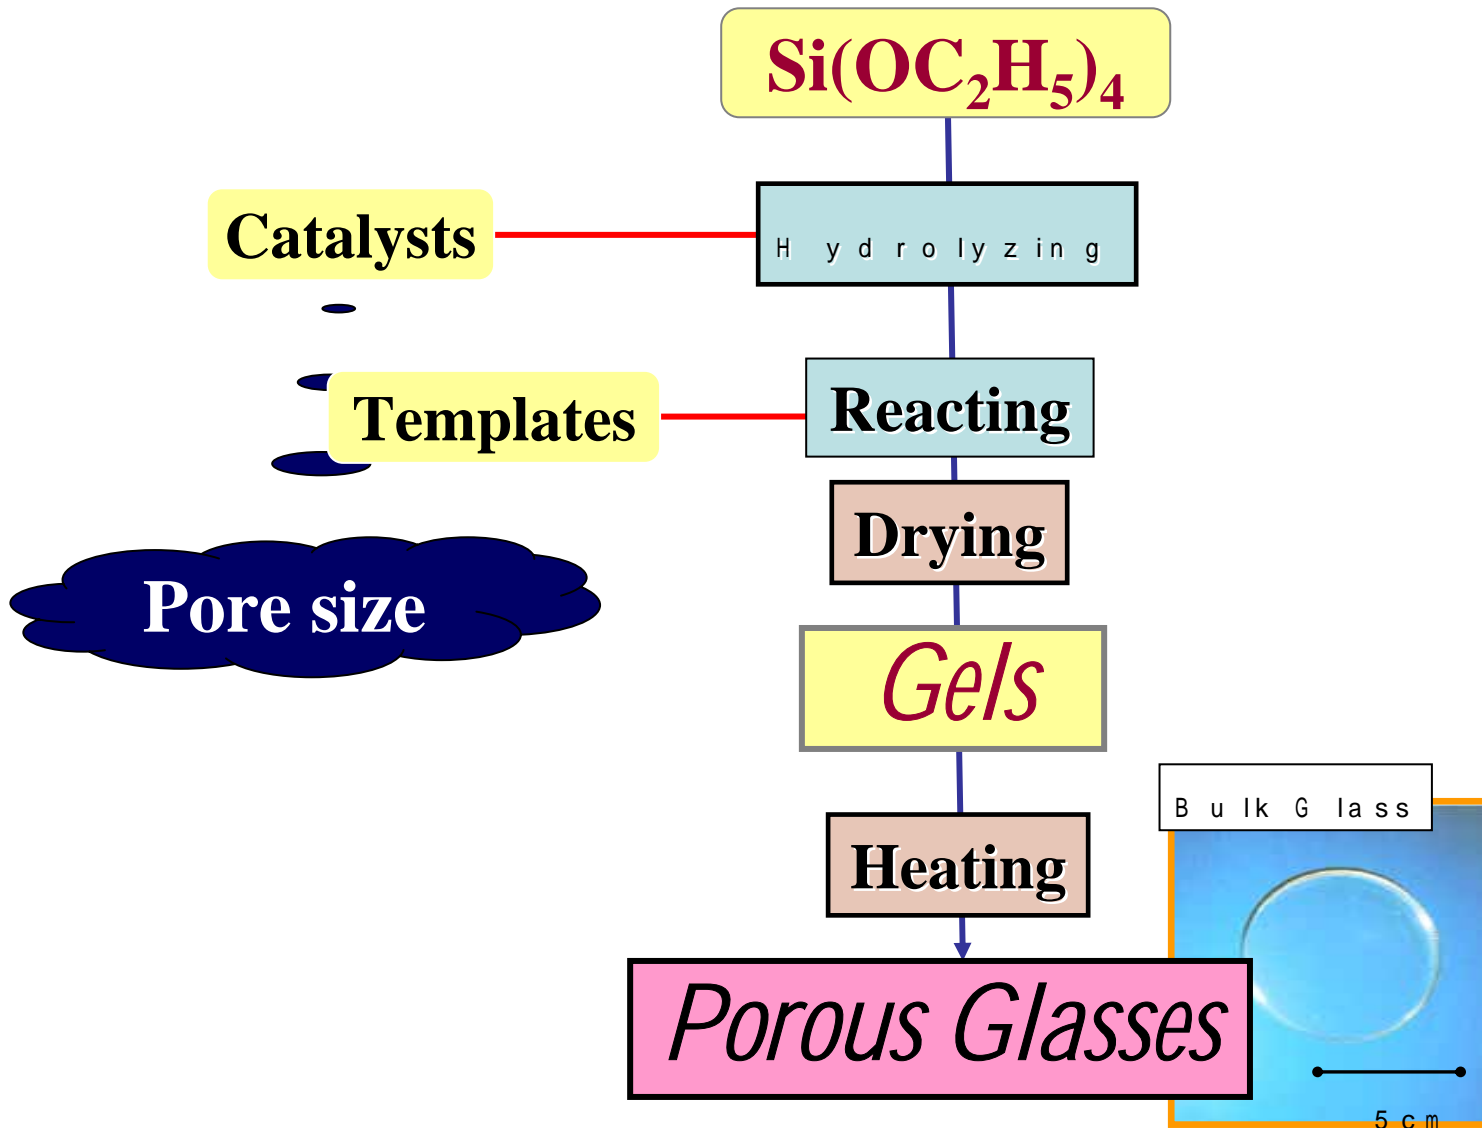 Si(OC₂H₅)₄
Catalysts
Hydrolyzing
Templates
Reacting
Drying
Pore size
Gels
Bulk Glass
Heating
Porous Glasses
5 cm